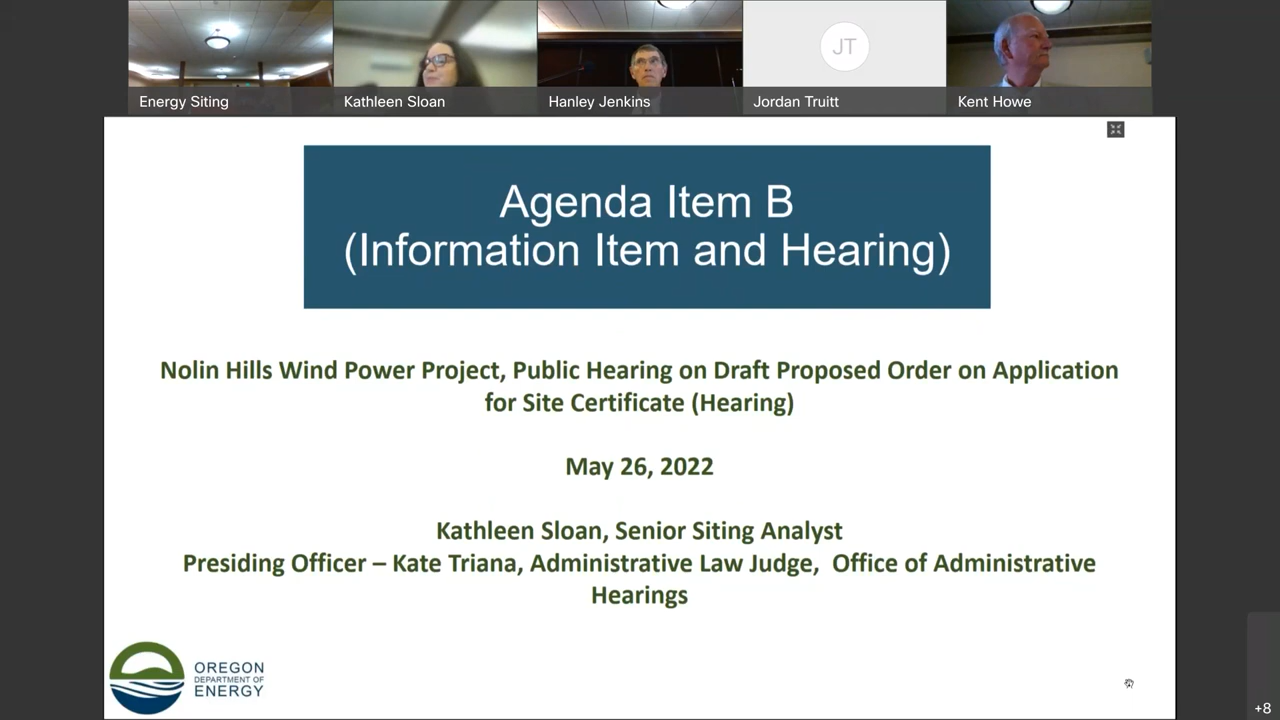 Energy Siting
Kathleen Sloan
Hanley Jenkins
JT
Jordan Truitt
Kent Howe
Agenda Item B
(Information Item and Hearing)
Nolin Hills Wind Power Project, Public Hearing on Draft Proposed Order on Application
for Site Certificate (Hearing)
May 26, 2022
Kathleen Sloan, Senior Siting Analyst
Presiding Officer – Kate Triana, Administrative Law Judge,  Office of Administrative
Hearings
OREGON
DEPARTMENT OF
ENERGY
+8